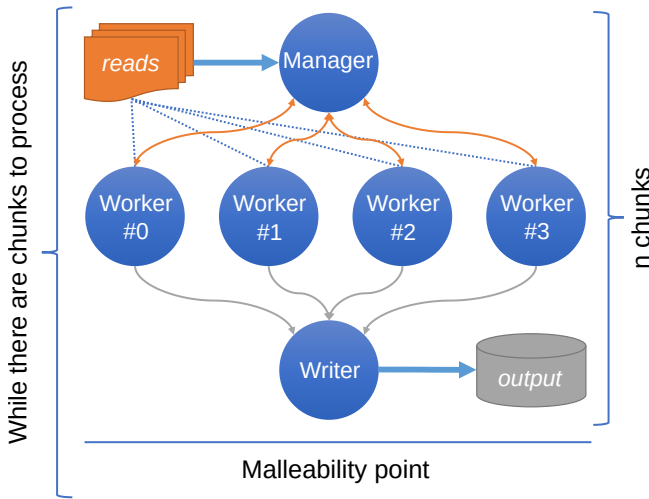 reads
Manager
Worker
#0
Worker
#1
Worker
#2
Worker
#3
Writer
output
Malleability point
While there are chunks to process
n chunks